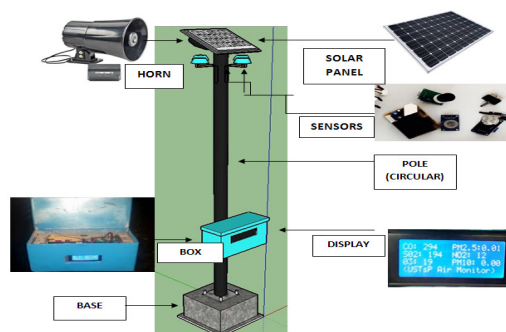 HORN
SOLAR
PANEL
SENSORS
POLE
(CIRCULAR)
BOX
DISPLAY
CO: 294 PM2.5:0.01
SO2: 194 NO2: 12
O3: 19 PM10: 0.00
(USTsP Air Monitor)
BASE